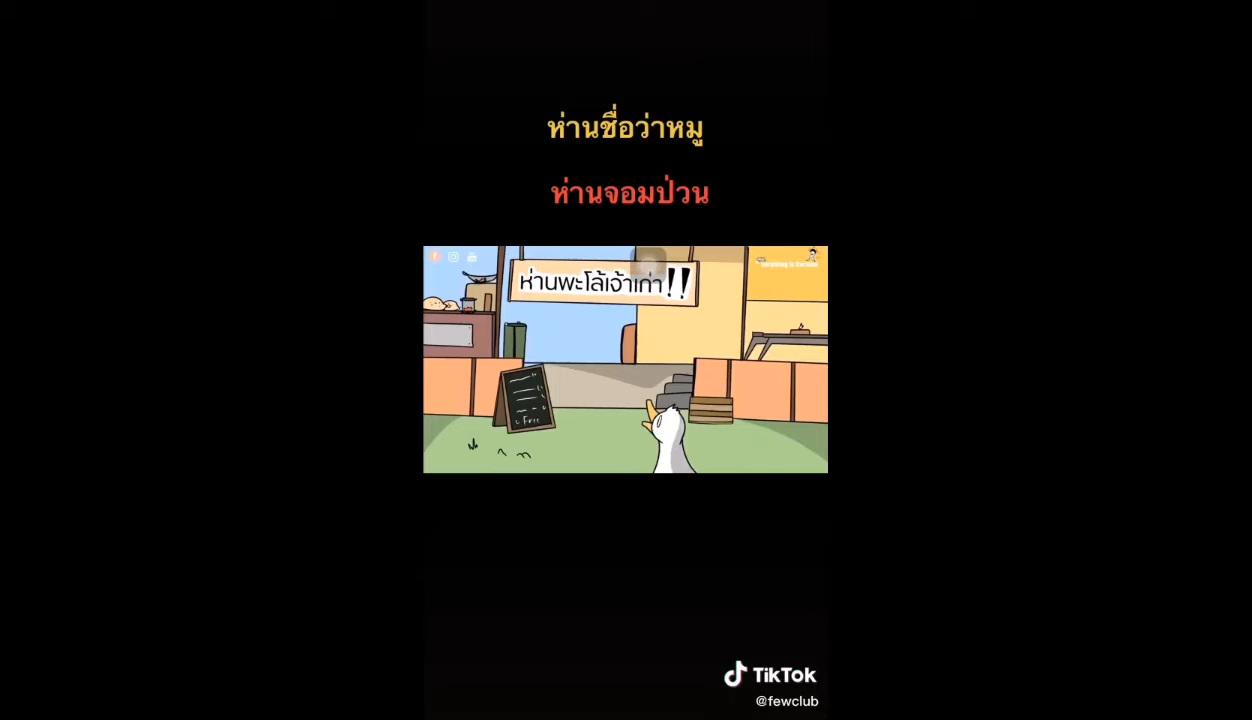 ห่านชื่อว่าหมู
ห่านจอมป่วน
ห่านพะโล้เจ้าเก่า!!
Free
TikTok
@fewclub